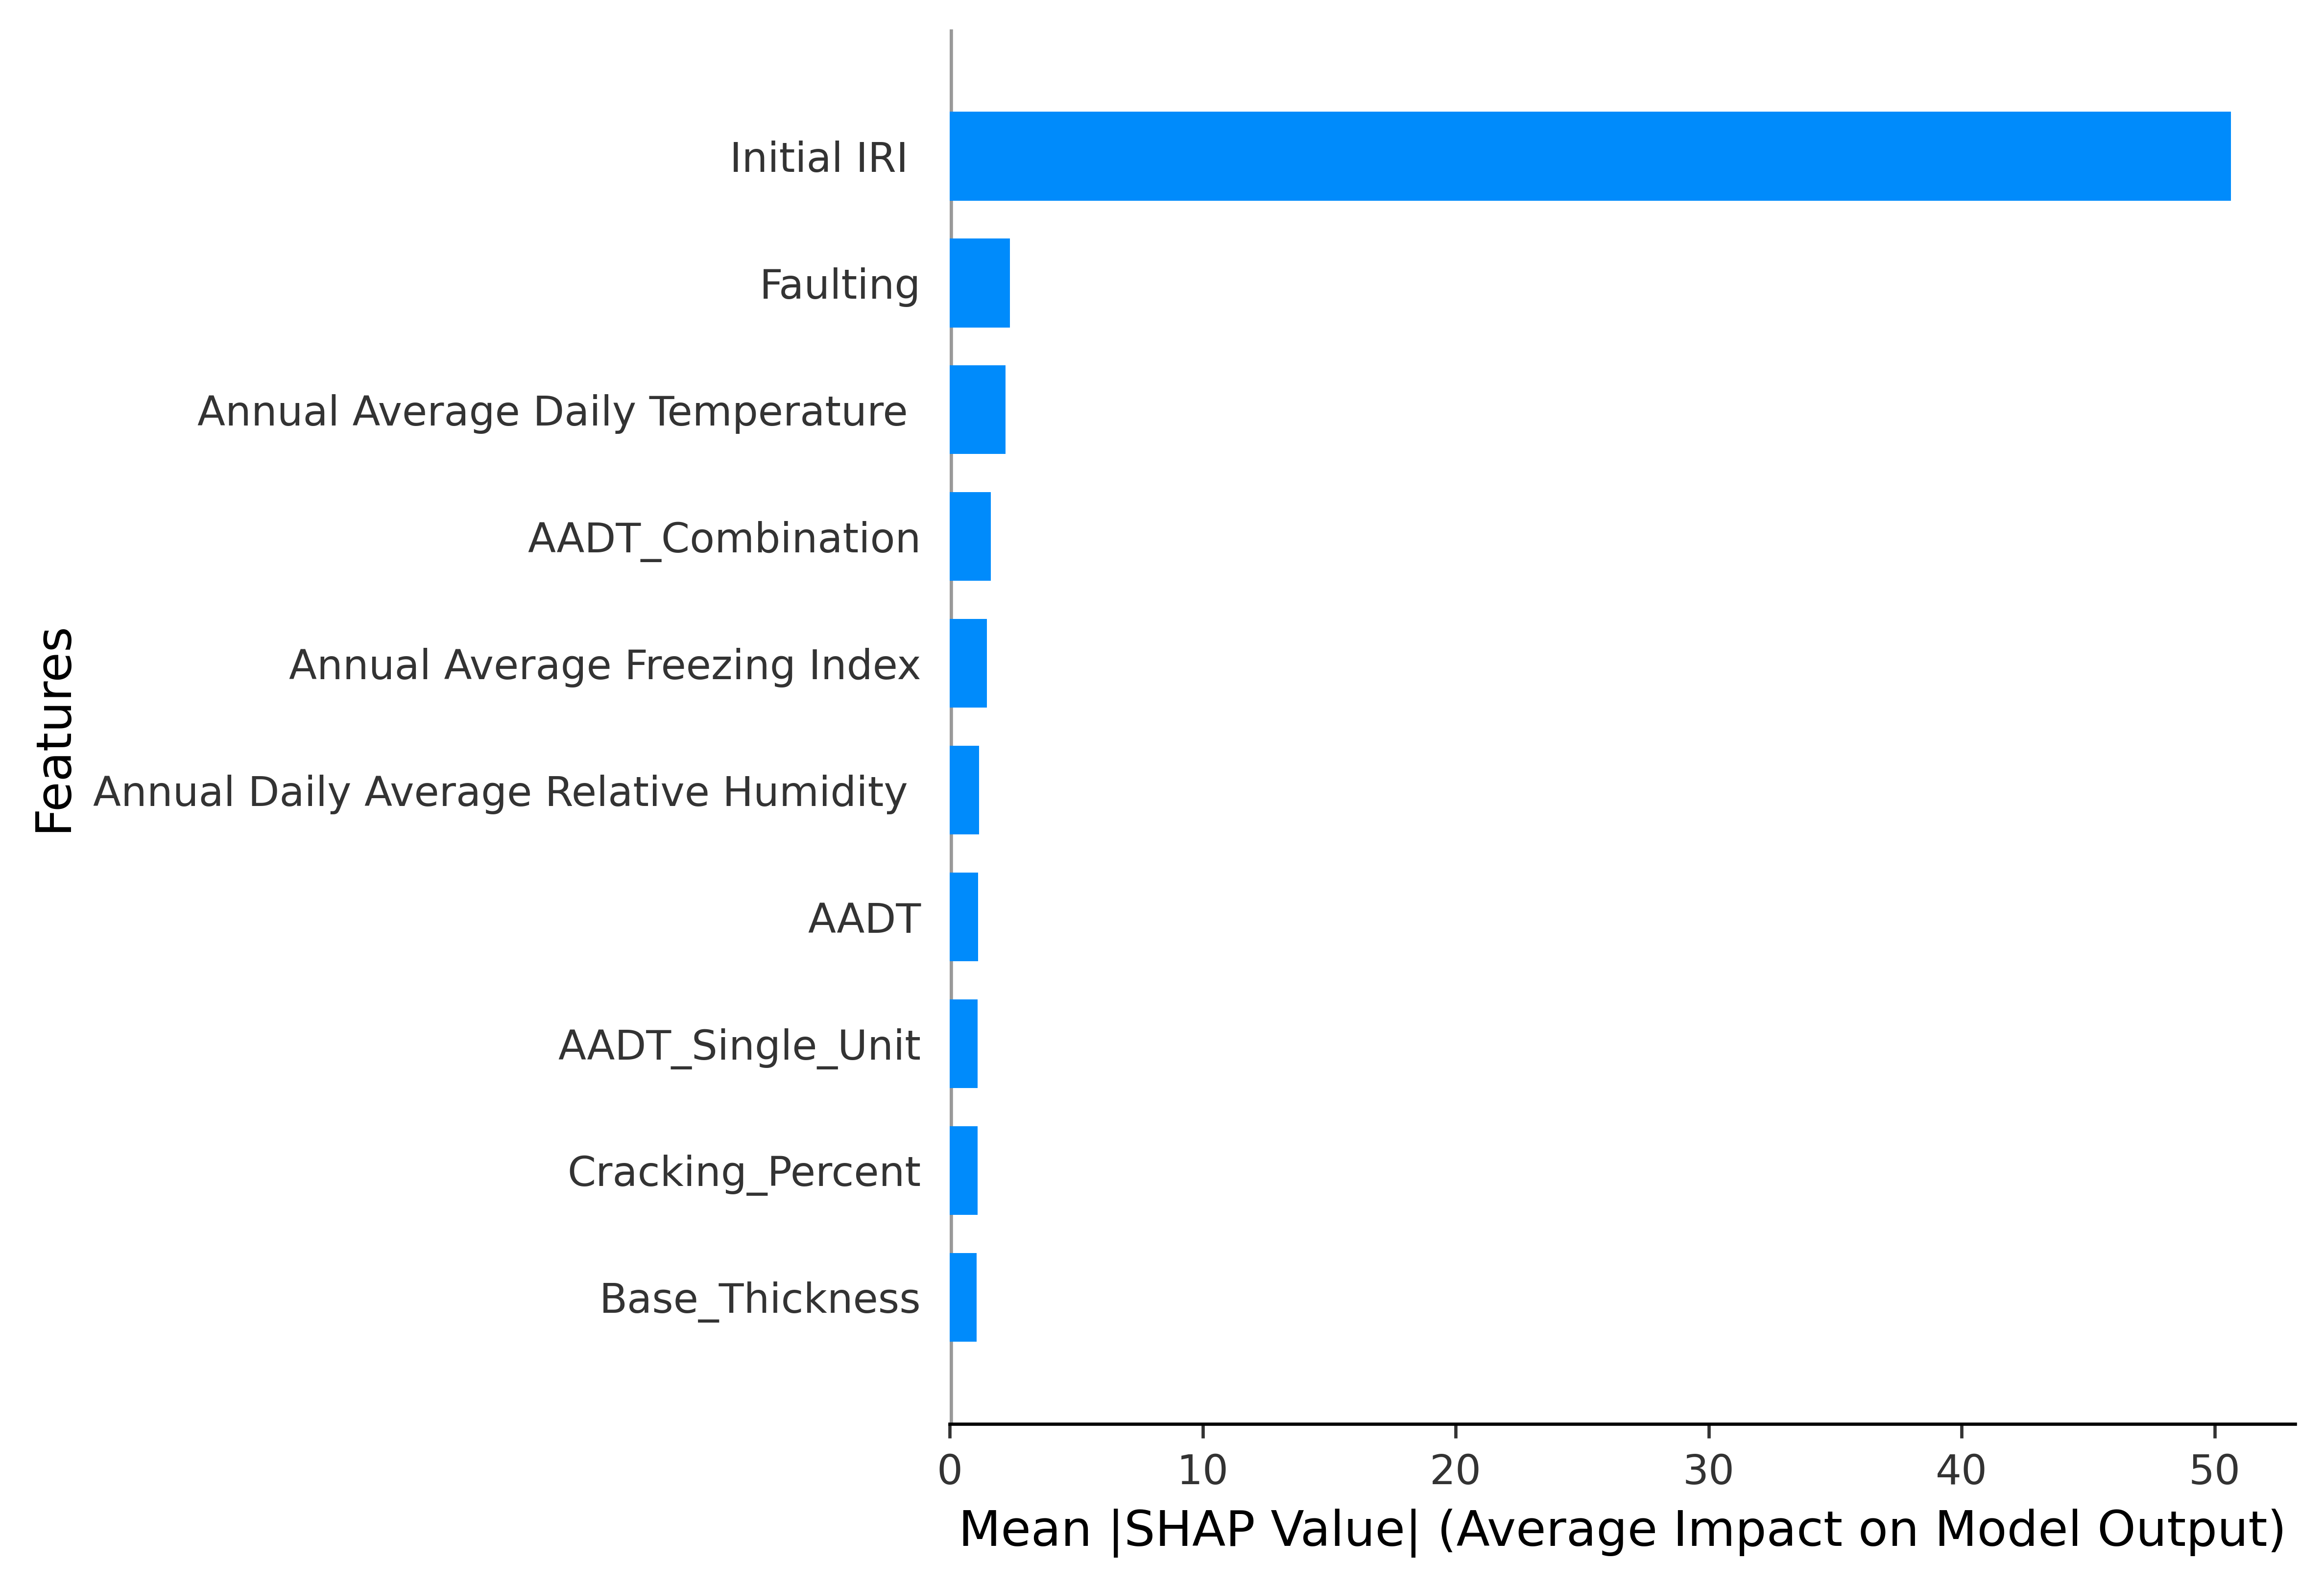 Features
Initial IRI
Faulting
Annual Average Daily Temperature
AADT_Combination
Annual Average Freezing Index
Annual Daily Average Relative Humidity
AADT
AADT_Single_Unit
Cracking_Percent
Base_Thickness
0 10 20 30 40 50
Mean |SHAP Value| (Average Impact on Model Output)